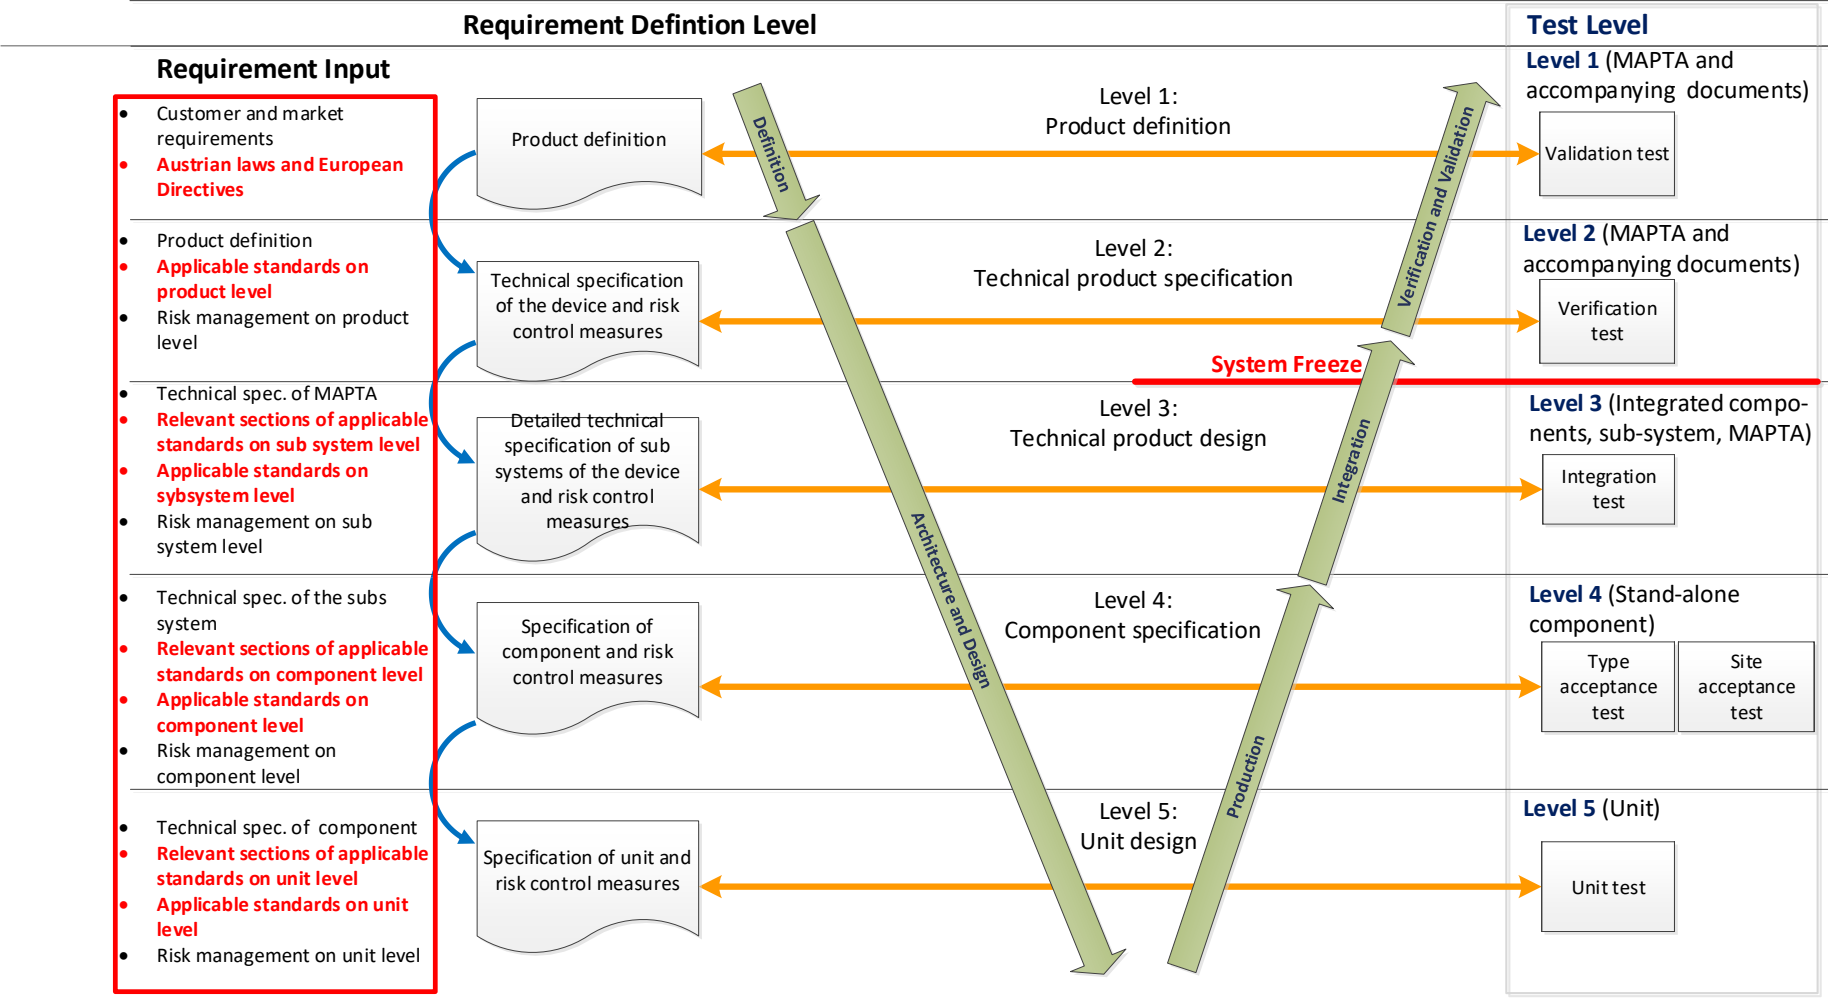 Requirement Defintion Level
Test Level
Requirement Input
Customer and market
requirements
Austrian laws and European
Directives
Product definition
Definition
Level 1:
Product definition
Verification and Validation
Level 1 (MAPTA and
accompanying documents)
Validation test
Product definition
Applicable standards on
product level
Risk management on product
level
Technical specification
of the device and risk
control measures
Level 2:
Technical product specification
Level 2 (MAPTA and
accompanying documents)
Verification
test
System Freeze
Technical spec. of MAPTA
Relevant sections of applicable
standards on sub system level
Applicable standards on
sybsystem level
Risk management on sub
system level
Detailed technical
specification of sub
systems of the device
and risk control
measures
Architecture and Design
Level 3:
Technical product design
Integration
Level 3 (Integrated compo-
nents, sub-system, MAPTA)
Integration
test
Technical spec. of the subs
system
Relevant sections of applicable
standards on component level
Applicable standards on
component level
Risk management on
component level
Specification of
component and risk
control measures
Level 4:
Component specification
Production
Level 4 (Stand-alone
component)
Type
acceptance
test
Site
acceptance
test
Technical spec. of component
Relevant sections of applicable
standards on unit level
Applicable standards on unit
level
Risk management on unit level
Specification of unit and
risk control measures
Level 5:
Unit design
Level 5 (Unit)
Unit test